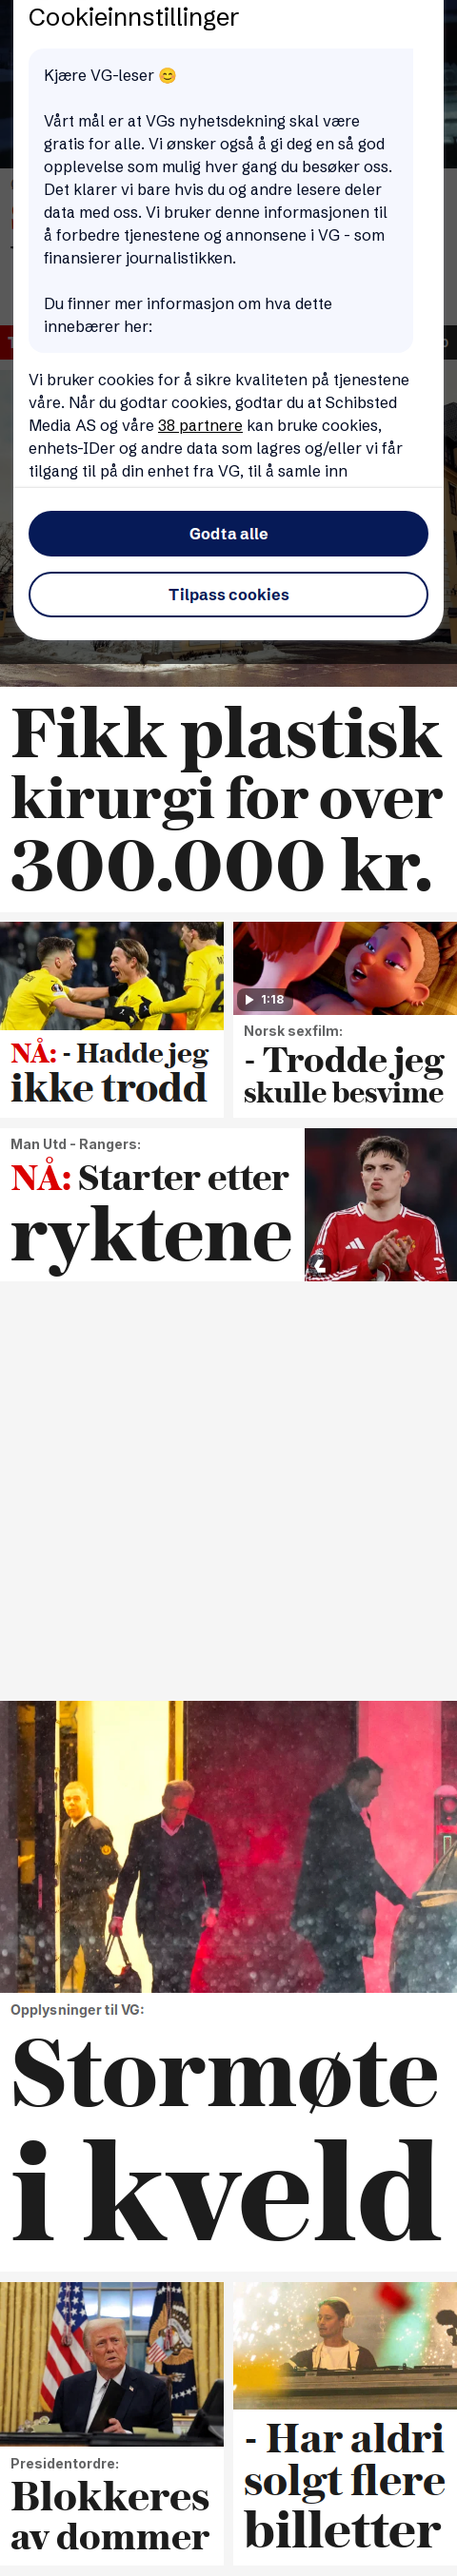 Cookieinnstillinger
Kjære VG-leser 😊
Vårt mål er at VGs nyhetsdekning skal være
gratis for alle. Vi ønsker også å gi deg en så god
opplevelse som mulig hver gang du besøker oss.
Det klarer vi bare hvis du og andre lesere deler
data med oss. Vi bruker denne informasjonen til
å forbedre tjenestene og annonsene i VG - som
finansierer journalistikken.
Du finner mer informasjon om hva dette
innebærer her:
Vi bruker cookies for å sikre kvaliteten på tjenestene
våre. Når du godtar cookies, godtar du at Schibsted
Media AS og våre 38 partnere kan bruke cookies,
enhets-IDer og andre data som lagres og/eller vi får
tilgang til på din enhet fra VG, til å samle inn
Godta alle
Tilpass cookies
Fikk plastisk
kirurgi for over
300.000 kr.
NÅ: - Hadde jeg
ikke trodd
1:18
Norsk sexfilm:
- Trodde jeg
skulle besvime
Man Utd - Rangers:
NÅ: Starter etter
ryktene
Opplysninger til VG:
Stormøte
i kveld
Presidentordre:
Blokkeres
av dommer
- Har aldri
solgt flere
billetter